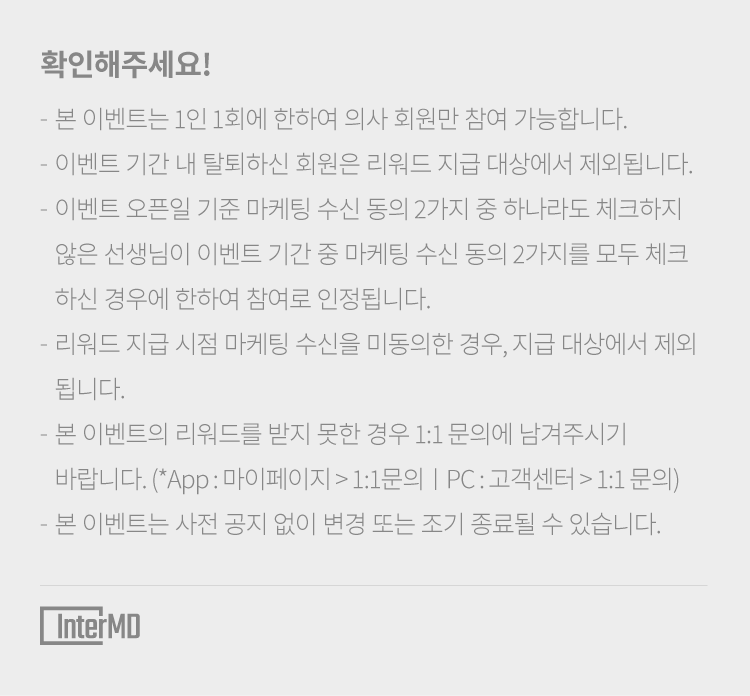 확인해주세요!
- 본 이벤트는 1인 1회에 한하여 의사 회원만 참여 가능합니다.
- 이벤트 기간 내 탈퇴하신 회원은 리워드 지급 대상에서 제외됩니다.
- 이벤트 오픈일 기준 마케팅 수신 동의 2가지 중 하나라도 체크하지
않은 선생님이 이벤트 기간 중 마케팅 수신 동의 2가지를 모두 체크
하신 경우에 한하여 참여로 인정됩니다.
- 리워드 지급 시점 마케팅 수신을 미동의한 경우, 지급 대상에서 제외
됩니다.
- 본 이벤트의 리워드를 받지 못한 경우 1:1 문의에 남겨주시기
바랍니다. (*App : 마이페이지 > 1:1문의 ㅣ PC : 고객센터 > 1:1 문의)
- 본 이벤트는 사전 공지 없이 변경 또는 조기 종료될 수 있습니다.
InterMD